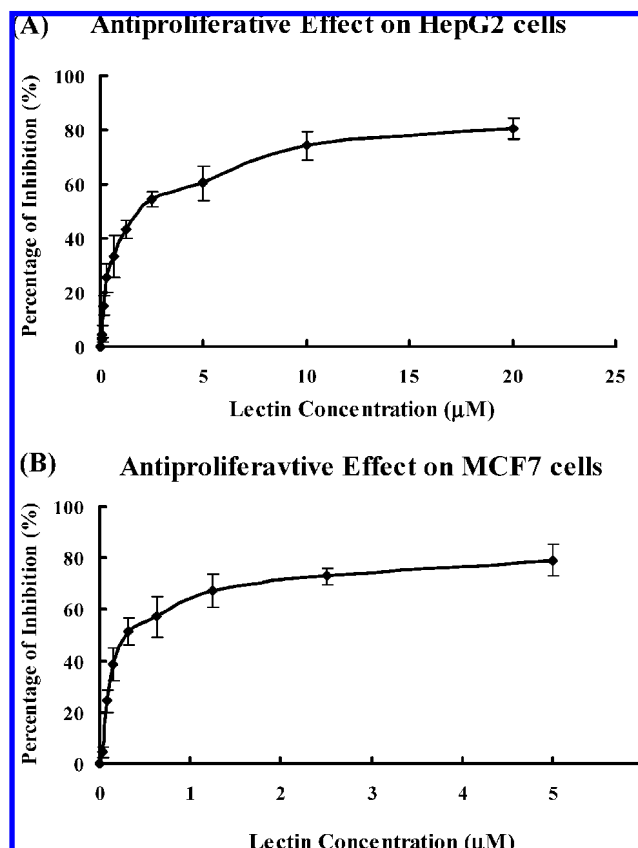 (A) Antiproliferative Effect on HepG2 cells
Percentage of Inhibition (%)
100
80
60
40
20
0
0 5 10 15 20 25
Lectin Concentration (μM)
(B) Antiproliferavtive Effect on MCF7 cells
Percentage of Inhibition (%)
100
80
60
40
20
0
0 1 2 3 4 5
Lectin Concentration (μM)